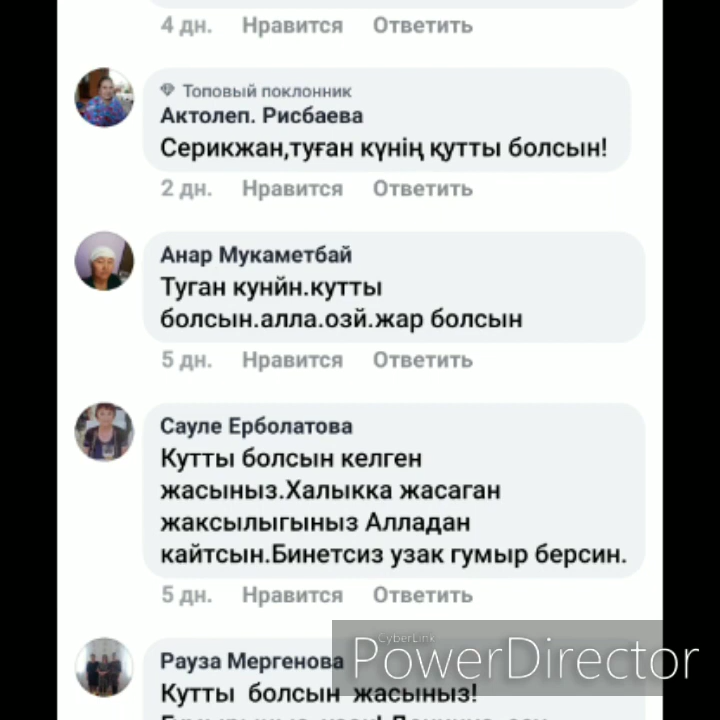 4 дн. Нравится Ответить
Топовый поклонник
Актолеп. Рисбаева
Серикжан,туған күнің құтты болсын!
2 дн. Нравится Ответить
Анар Мукаметбай
Туган кунйн.кутты
болсын.алла.озй.жар болсын
5 дн. Нравится Ответить
Сауле Ерболатова
Кутты болсын келген
жасыныз.Халыкка жасаган
жаксылыгыныз Алладан
кайтсын.Бинетсиз узак гумыр берсин.
5 дн. Нравится Ответить
CyberLink
PowerDirector
Рауза Мергенова
Кутты болсын жасыныз!